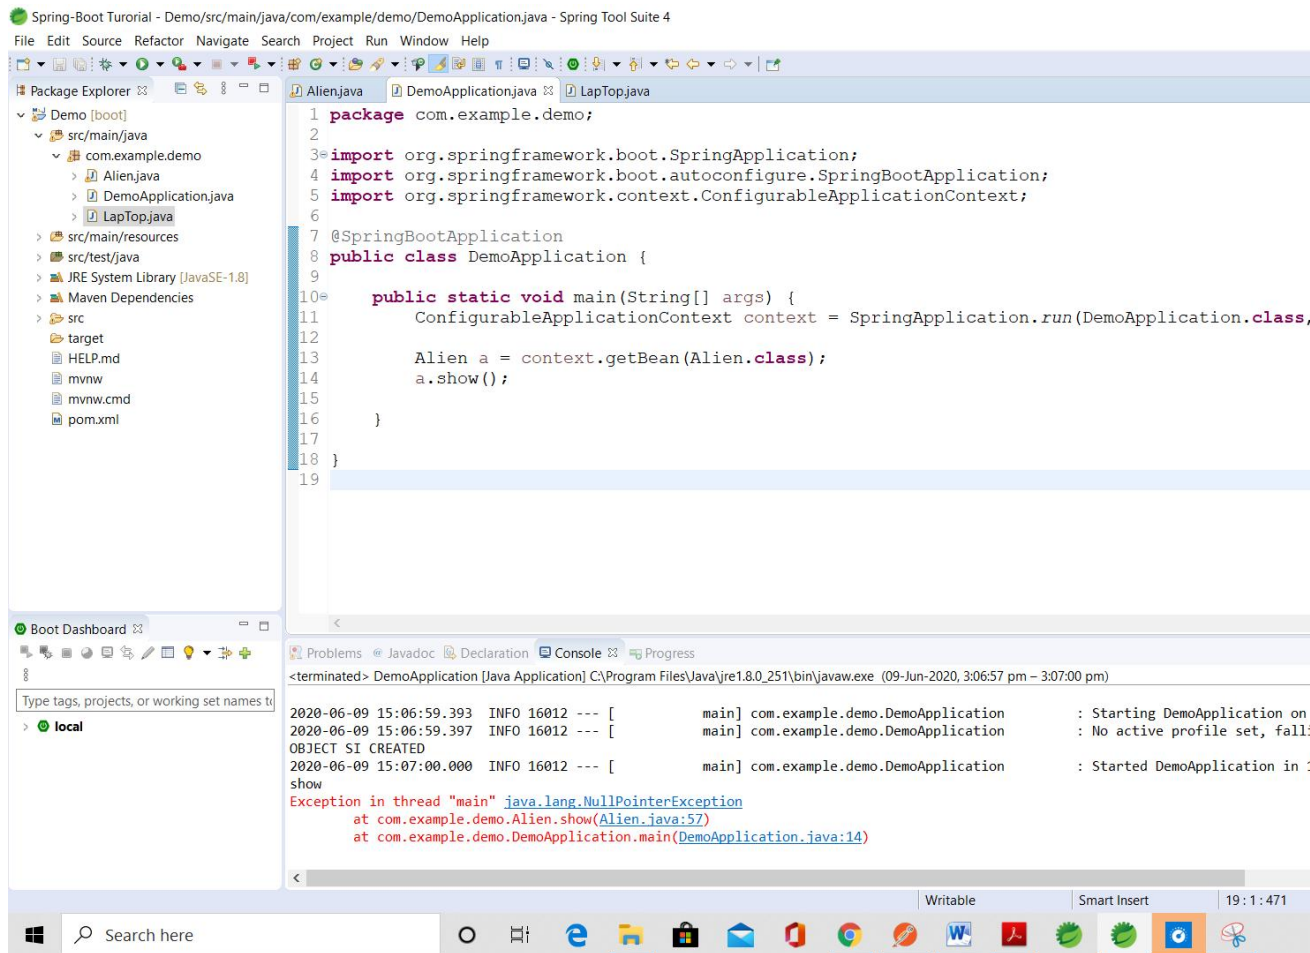 Spring-Boot Turorial - Demo/src/main/java/com/example/demo/DemoApplication.java - Spring Tool Suite 4
File Edit Source Refactor Navigate Search Project Run Window Help
Package Explorer
Demo [boot]
src/main/java
com.example.demo
Alien.java
DemoApplication.java
LapTop.java
src/main/resources
src/test/java
JRE System Library [JavaSE-1.8]
Maven Dependencies
src
target
HELP.md
mvnw
mvnw.cmd
pom.xml
Alien.java DemoApplication.java LapTop.java
1 package com.example.demo;
2
3 import org.springframework.boot.SpringApplication;
4 import org.springframework.boot.autoconfigure.SpringBootApplication;
5 import org.springframework.context.ConfigurableApplicationContext;
6
7 @SpringBootApplication
8 public class DemoApplication {
9
10 public static void main(String[] args) {
11 ConfigurableApplicationContext context = SpringApplication.run(DemoApplication.class,
12
13 Alien a = context.getBean(Alien.class);
14 a.show();
15
16 }
17
18 }
19
Boot Dashboard
Type tags, projects, or working set names to
local
Problems Javadoc Declaration Console Progress
<terminated> DemoApplication [Java Application] C:\Program Files\Java\jre1.8.0_251\bin\javaw.exe (09-Jun-2020, 3:06:57 pm – 3:07:00 pm)
2020-06-09 15:06:59.393 INFO 16012 --- [ main] com.example.demo.DemoApplication : Starting DemoApplication on
2020-06-09 15:06:59.397 INFO 16012 --- [ main] com.example.demo.DemoApplication : No active profile set, falli
OBJECT SI CREATED
2020-06-09 15:07:00.000 INFO 16012 --- [ main] com.example.demo.DemoApplication : Started DemoApplication in 1
show
Exception in thread "main" java.lang.NullPointerException
at com.example.demo.Alien.show(Alien.java:57)
at com.example.demo.DemoApplication.main(DemoApplication.java:14)
Writable Smart Insert 19 : 1 : 471
Search here